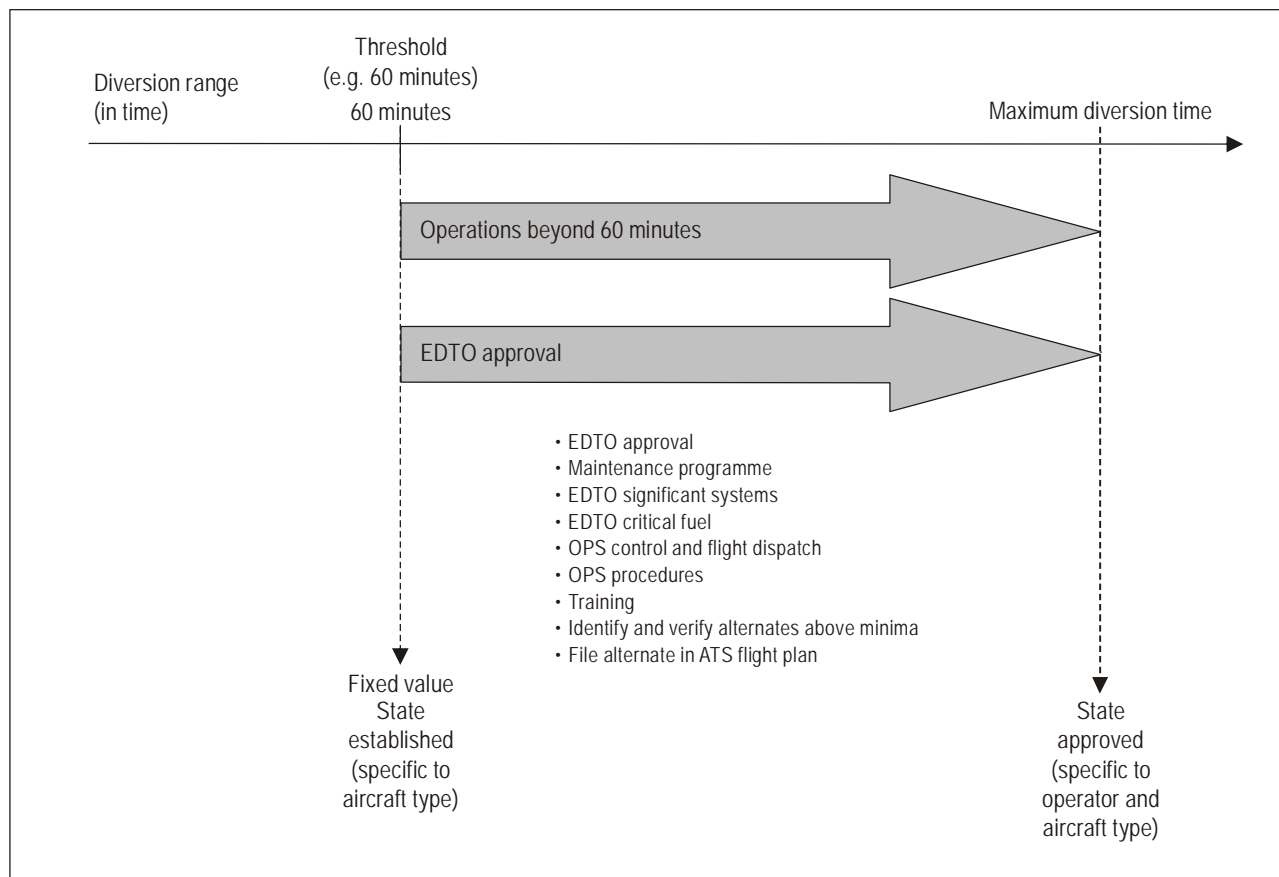 Threshold
(e.g. 60 minutes)
60 minutes
Diversion range
(in time)
Maximum diversion time
Operations beyond 60 minutes
EDTO approval
• EDTO approval
• Maintenance programme
• EDTO significant systems
• EDTO critical fuel
• OPS control and flight dispatch
• OPS procedures
• Training
• Identify and verify alternates above minima
• File alternate in ATS flight plan
Fixed value
State
established
(specific to
aircraft type)
State
approved
(specific to
operator and
aircraft type)